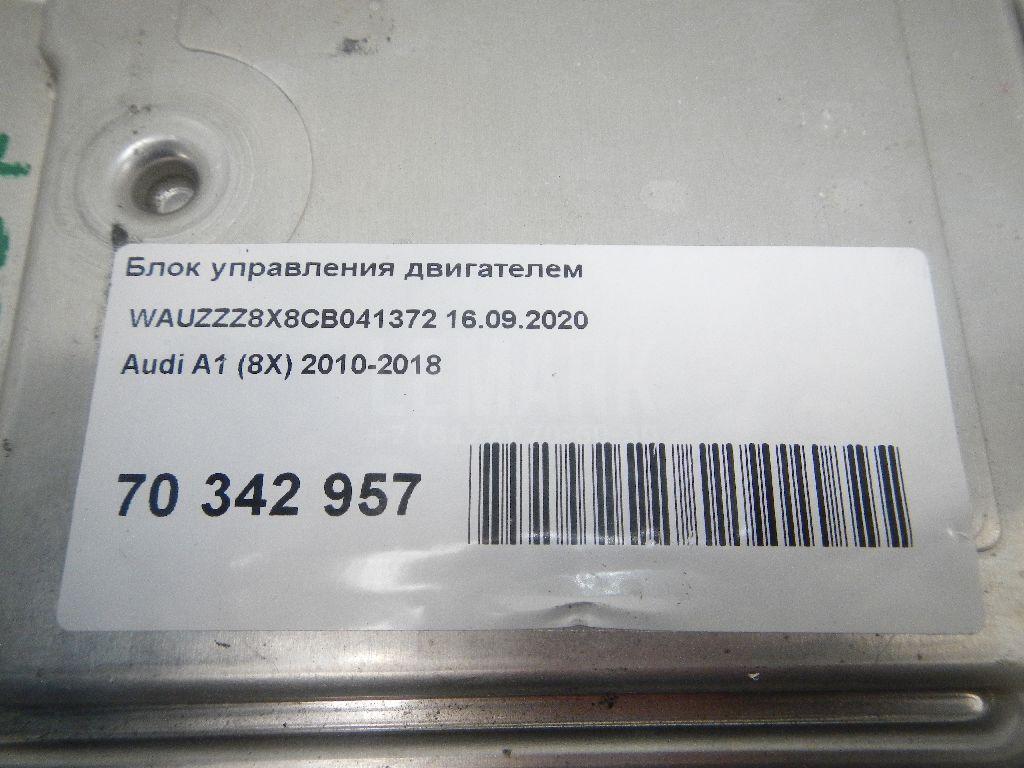 Блок управления двигателем
WAUZZZ8X8CB041372 16.09.2020
Audi A1 (8X) 2010-2018
70 342 957